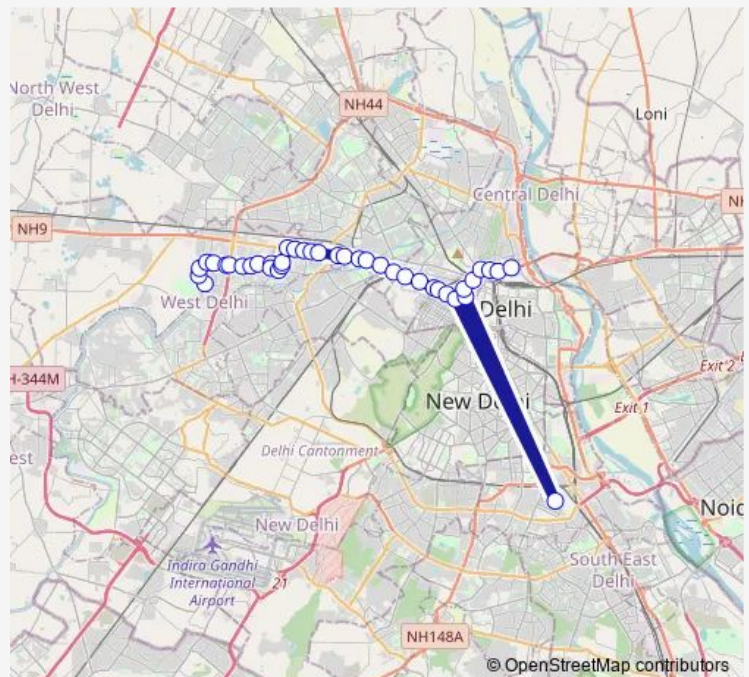 North West
Delhi
NH44
Loni
Central Delhi
NH
NH9
West Delhi
Delhi
H-344M
Exit 2
New Delhi
Exit 1
est
Delhi Cantonment
New Delhi
Noid
Indira Gandhi
International
Airport
21
South East
Delhi
NH148A
© OpenStreetMap contributors